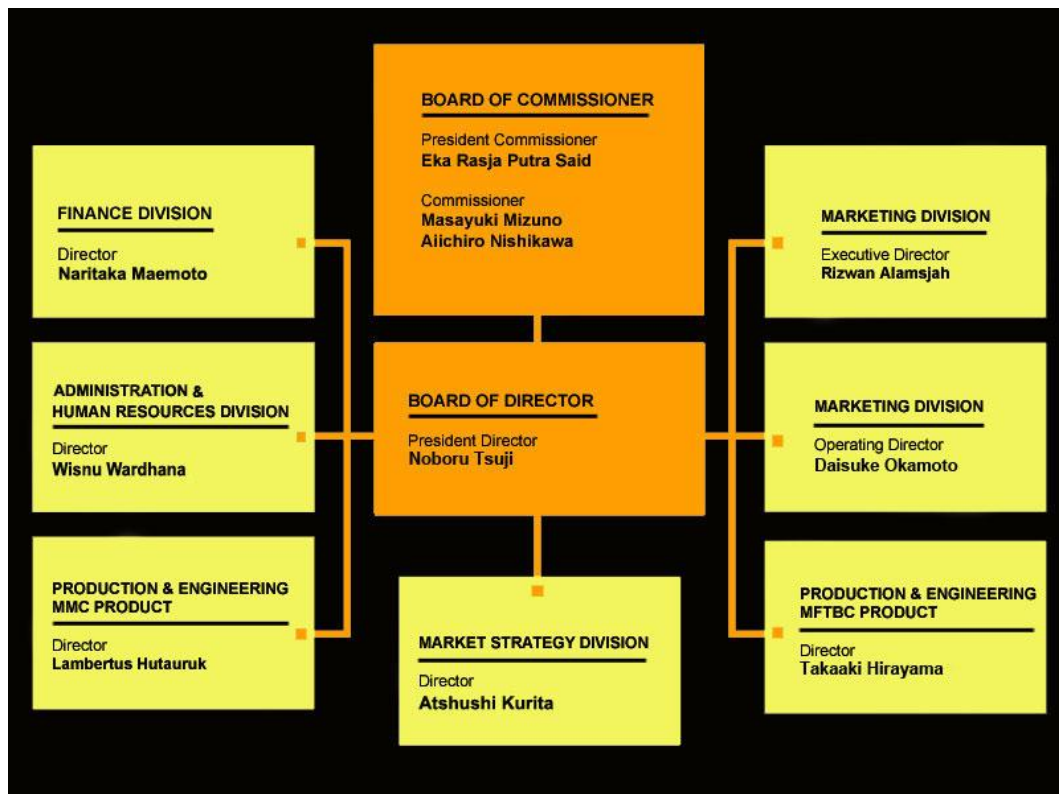 BOARD OF COMMISSIONER
President Commissioner
Eka Rasja Putra Said
Commissioner
Masayuki Mizuno
Aiichiro Nishikawa
FINANCE DIVISION
Director
Naritaka Maemoto
MARKETING DIVISION
Executive Director
Rizwan Alamsjah
ADMINISTRATION &
HUMAN RESOURCES DIVISION
Director
Wisnu Wardhana
BOARD OF DIRECTOR
President Director
Noboru Tsuji
MARKETING DIVISION
Operating Director
Daisuke Okamoto
PRODUCTION & ENGINEERING
MMC PRODUCT
Director
Lambertus Hutauruk
MARKET STRATEGY DIVISION
Director
Atshushi Kurita
PRODUCTION & ENGINEERING
MFTBC PRODUCT
Director
Takaaki Hirayama